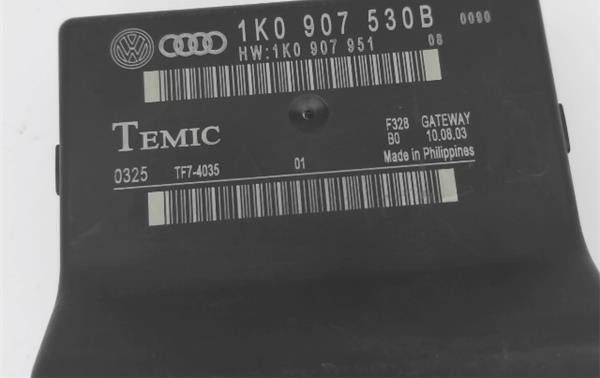 1K0 907 530B 0090
HW:1K0 907 951 08
TEMIC
F328 GATEWAY
B0 10.08.03
Made in Philippines
0325 TF7-4035 01